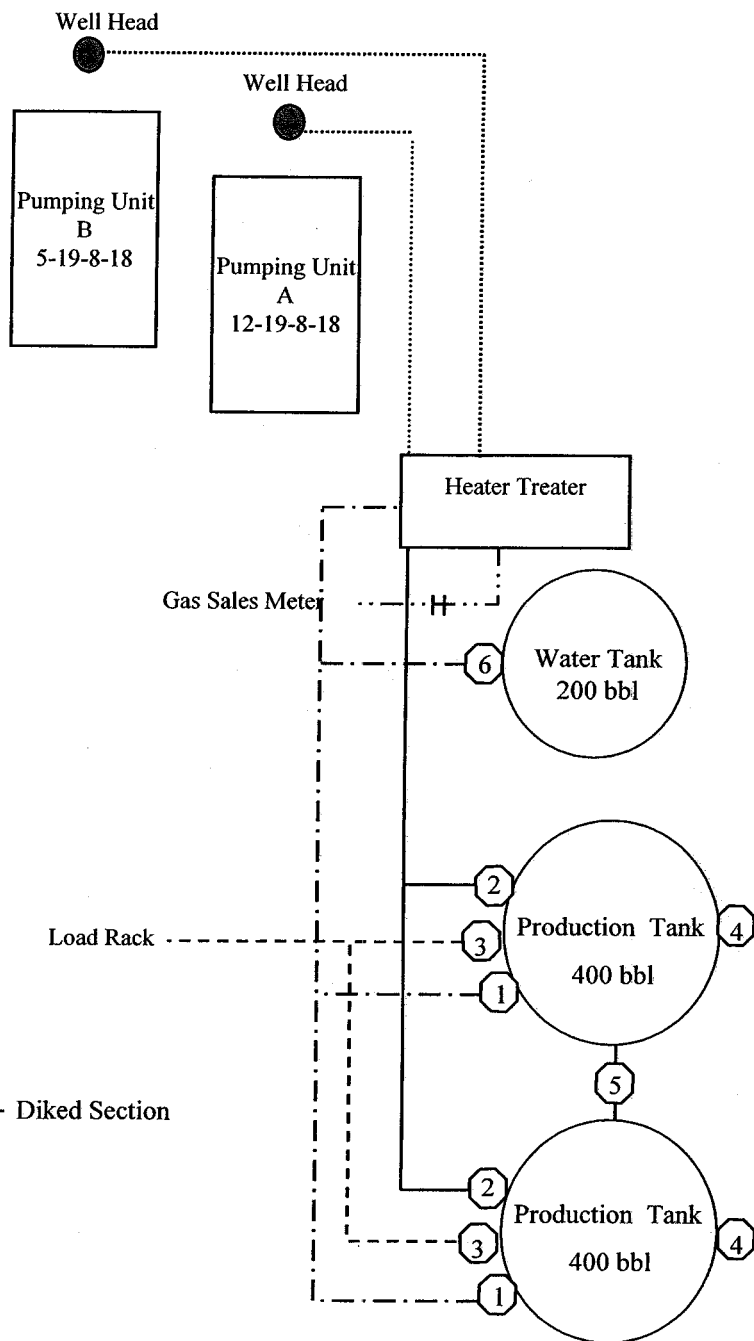 Well Head
Well Head
Pumping Unit
B
5-19-8-18
Pumping Unit
A
12-19-8-18
Heater Treater
Gas Sales Meter
6
Water Tank
200 bbl
2
Production Tank
4
Load Rack
3
400 bbl
1
5
- Diked Section
2
Production Tank
4
3
400 bbl
1